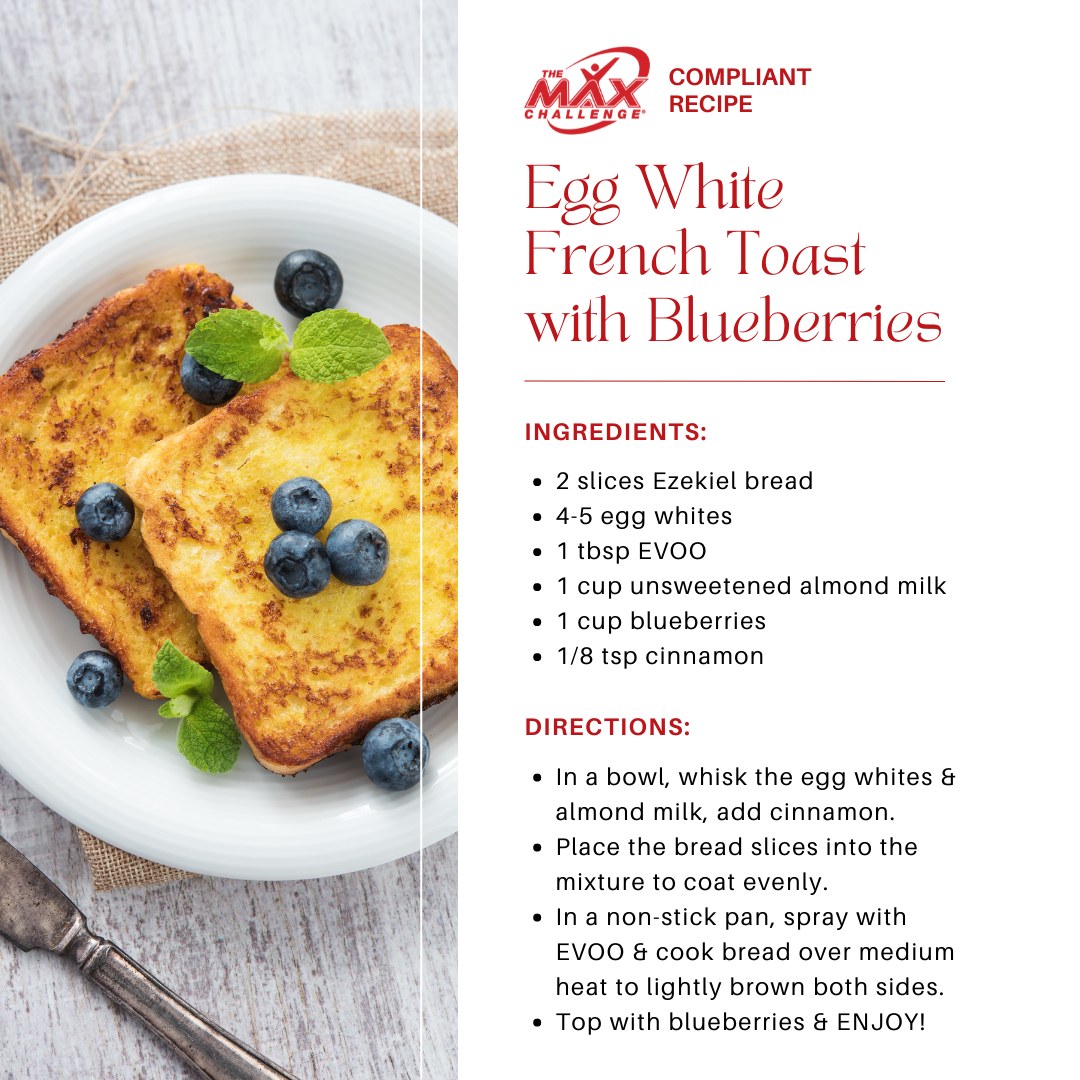 THE
MAX
CHALLENGE®
COMPLIANT
RECIPE
Egg White
French Toast
with Blueberries
INGREDIENTS:
• 2 slices Ezekiel bread
• 4-5 egg whites
• 1 tbsp EVOO
• 1 cup unsweetened almond milk
• 1 cup blueberries
• 1/8 tsp cinnamon
DIRECTIONS:
• In a bowl, whisk the egg whites &
almond milk, add cinnamon.
• Place the bread slices into the
mixture to coat evenly.
• In a non-stick pan, spray with
EVOO & cook bread over medium
heat to lightly brown both sides.
• Top with blueberries & ENJOY!